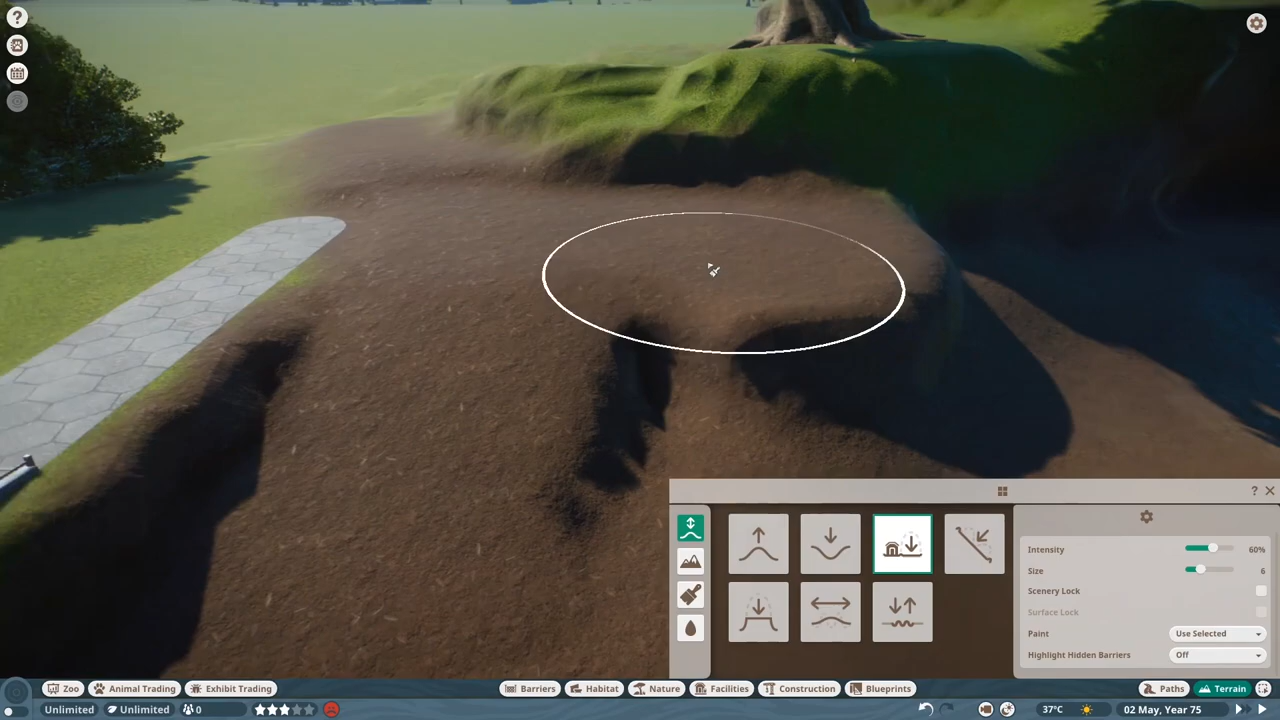 ?
?
Intensity 60%
Size 6
Scenery Lock
Surface Lock
Paint Use Selected
Highlight Hidden Barriers Off
Zoo Animal Trading Exhibit Trading Barriers Habitat Nature Facilities Construction Blueprints Paths Terrain
Unlimited Unlimited 0 37°C 02 May, Year 75